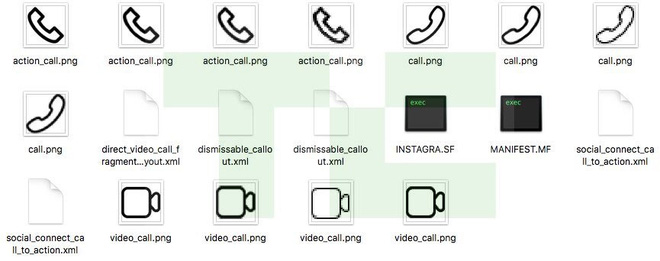 action_call.png
action_call.png
action_call.png
action_call.png
call.png
call.png
call.png
exec
exec
call.png
direct_video_call_f
ragment...yout.xml
dismissable_callo
ut.xml
dismissable_callo
ut.xml
INSTAGRA.SF
MANIFEST.MF
social_connect_ca
ll_to_action.xml
social_connect_ca
ll_to_action.xml
video_call.png
video_call.png
video_call.png
video_call.png